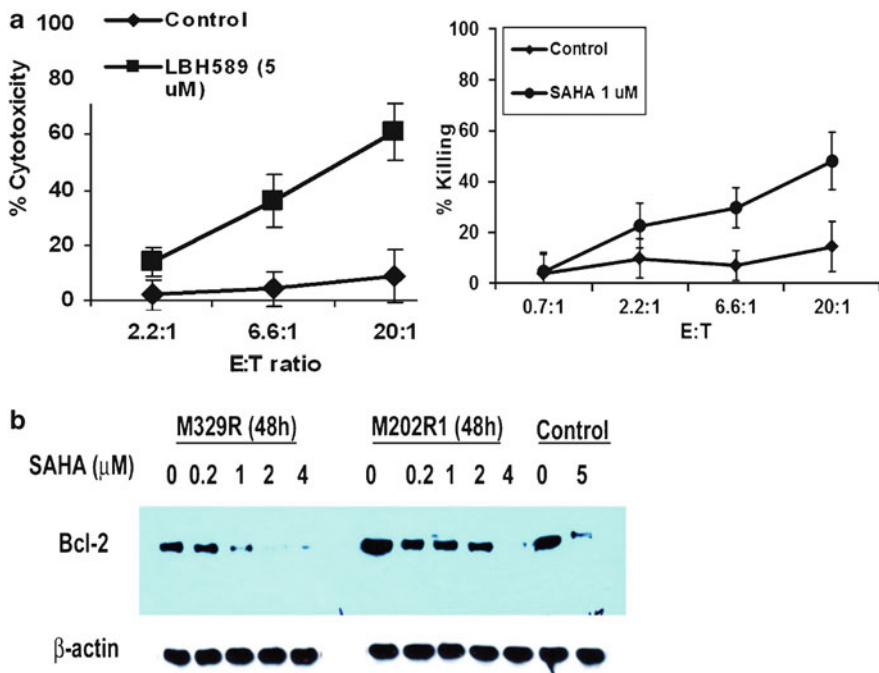 a
100
80
60
40
20
0
% Cytotoxicity
Control
LBH589 (5
uM)
2.2:1 6.6:1 20:1
E:T ratio
100
80
60
40
20
0
% Killing
Control
SAHA 1 uM
0.7:1 2.2:1 6.6:1 20:1
E:T
b
M329R (48h) M202R1 (48h) Control
SAHA (μM) 0 0.2 1 2 4 0 0.2 1 2 4 0 5
Bcl-2
β-actin